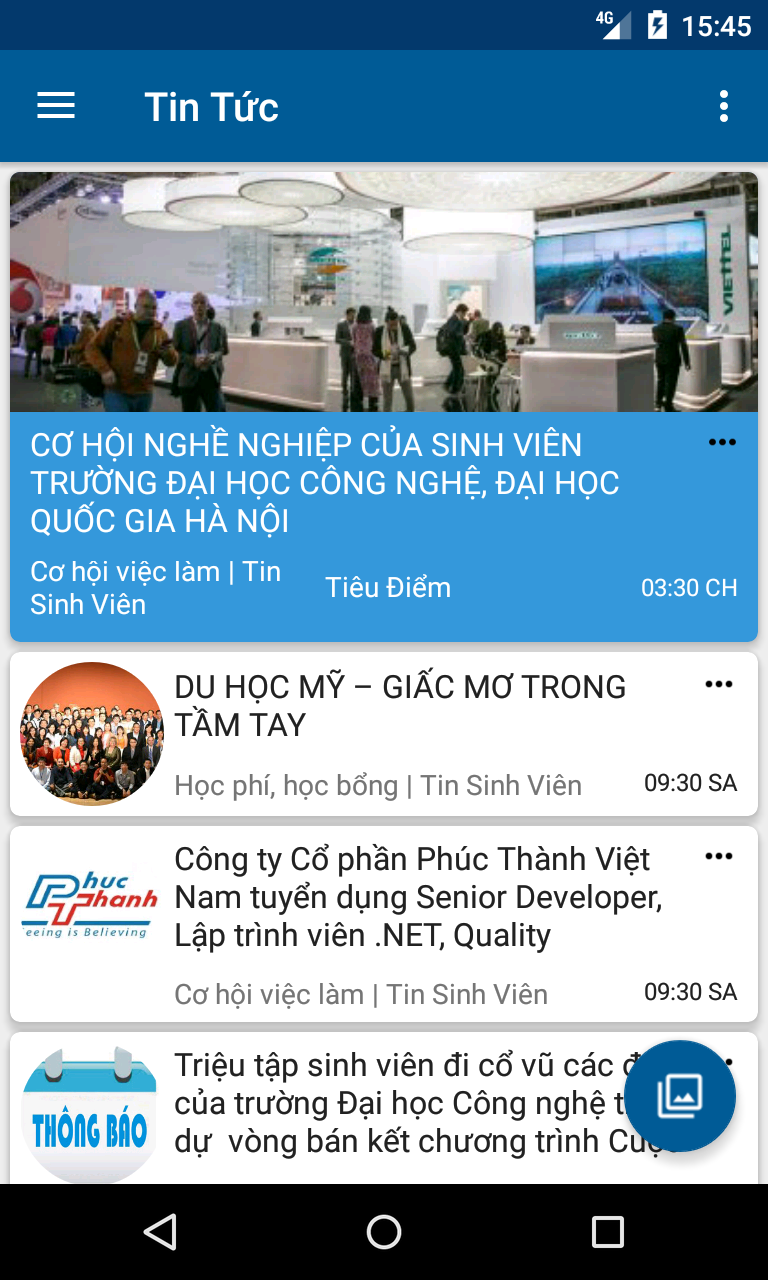 4G 15:45
Tin Tức
VIETTEL
CƠ HỘI NGHỀ NGHIỆP CỦA SINH VIÊN
TRƯỜNG ĐẠI HỌC CÔNG NGHỆ, ĐẠI HỌC
QUỐC GIA HÀ NỘI
Cơ hội việc làm | Tin
Sinh Viên
Tiêu Điểm
03:30 CH
DU HỌC MỸ – GIẤC MƠ TRONG
TẦM TAY
Học phí, học bổng | Tin Sinh Viên
09:30 SA
Phuc
Thanh
eeing is Believing
Công ty Cổ phần Phúc Thành Việt
Nam tuyển dụng Senior Developer,
Lập trình viên .NET, Quality
Cơ hội việc làm | Tin Sinh Viên
09:30 SA
THÔNG BÁO
Triệu tập sinh viên đi cổ vũ các
của trường Đại học Công nghệ
dự vòng bán kết chương trình Cuộc